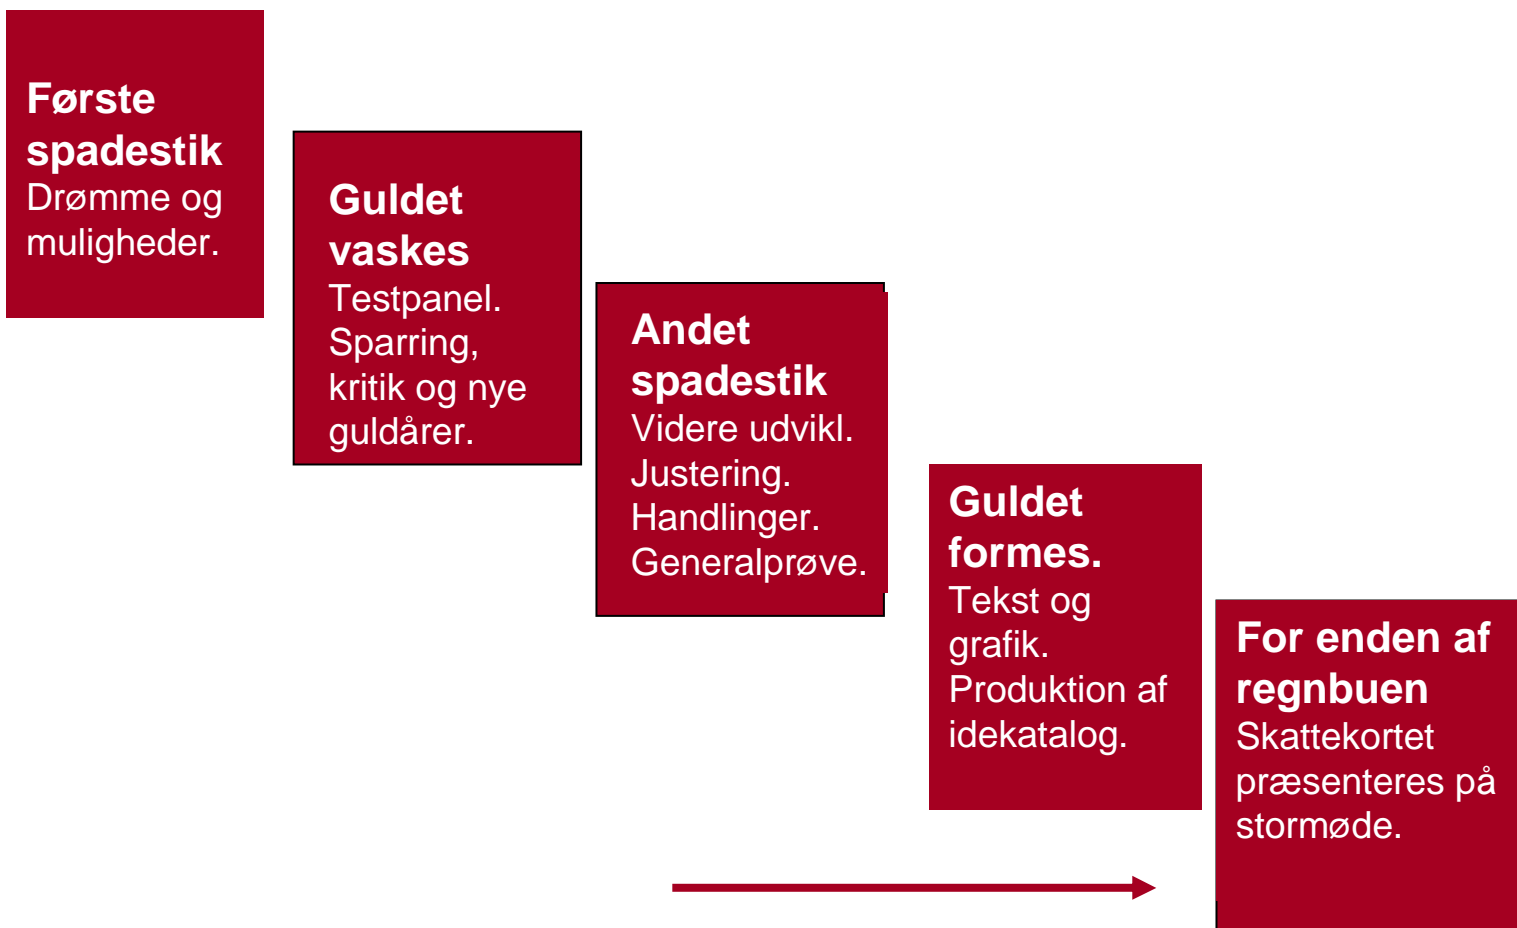 Første
spadestik
Drømme og
muligheder.
Guldet
vaskes
Testpanel.
Sparring,
kritik og nye
guldårer.
Andet
spadestik
Videre udvikl.
Justering.
Handlinger.
Generalprøve.
Guldet
formes.
Tekst og
grafik.
Produktion af
idekatalog.
For enden af
regnbuen
Skattekortet
præsenteres på
stormøde.